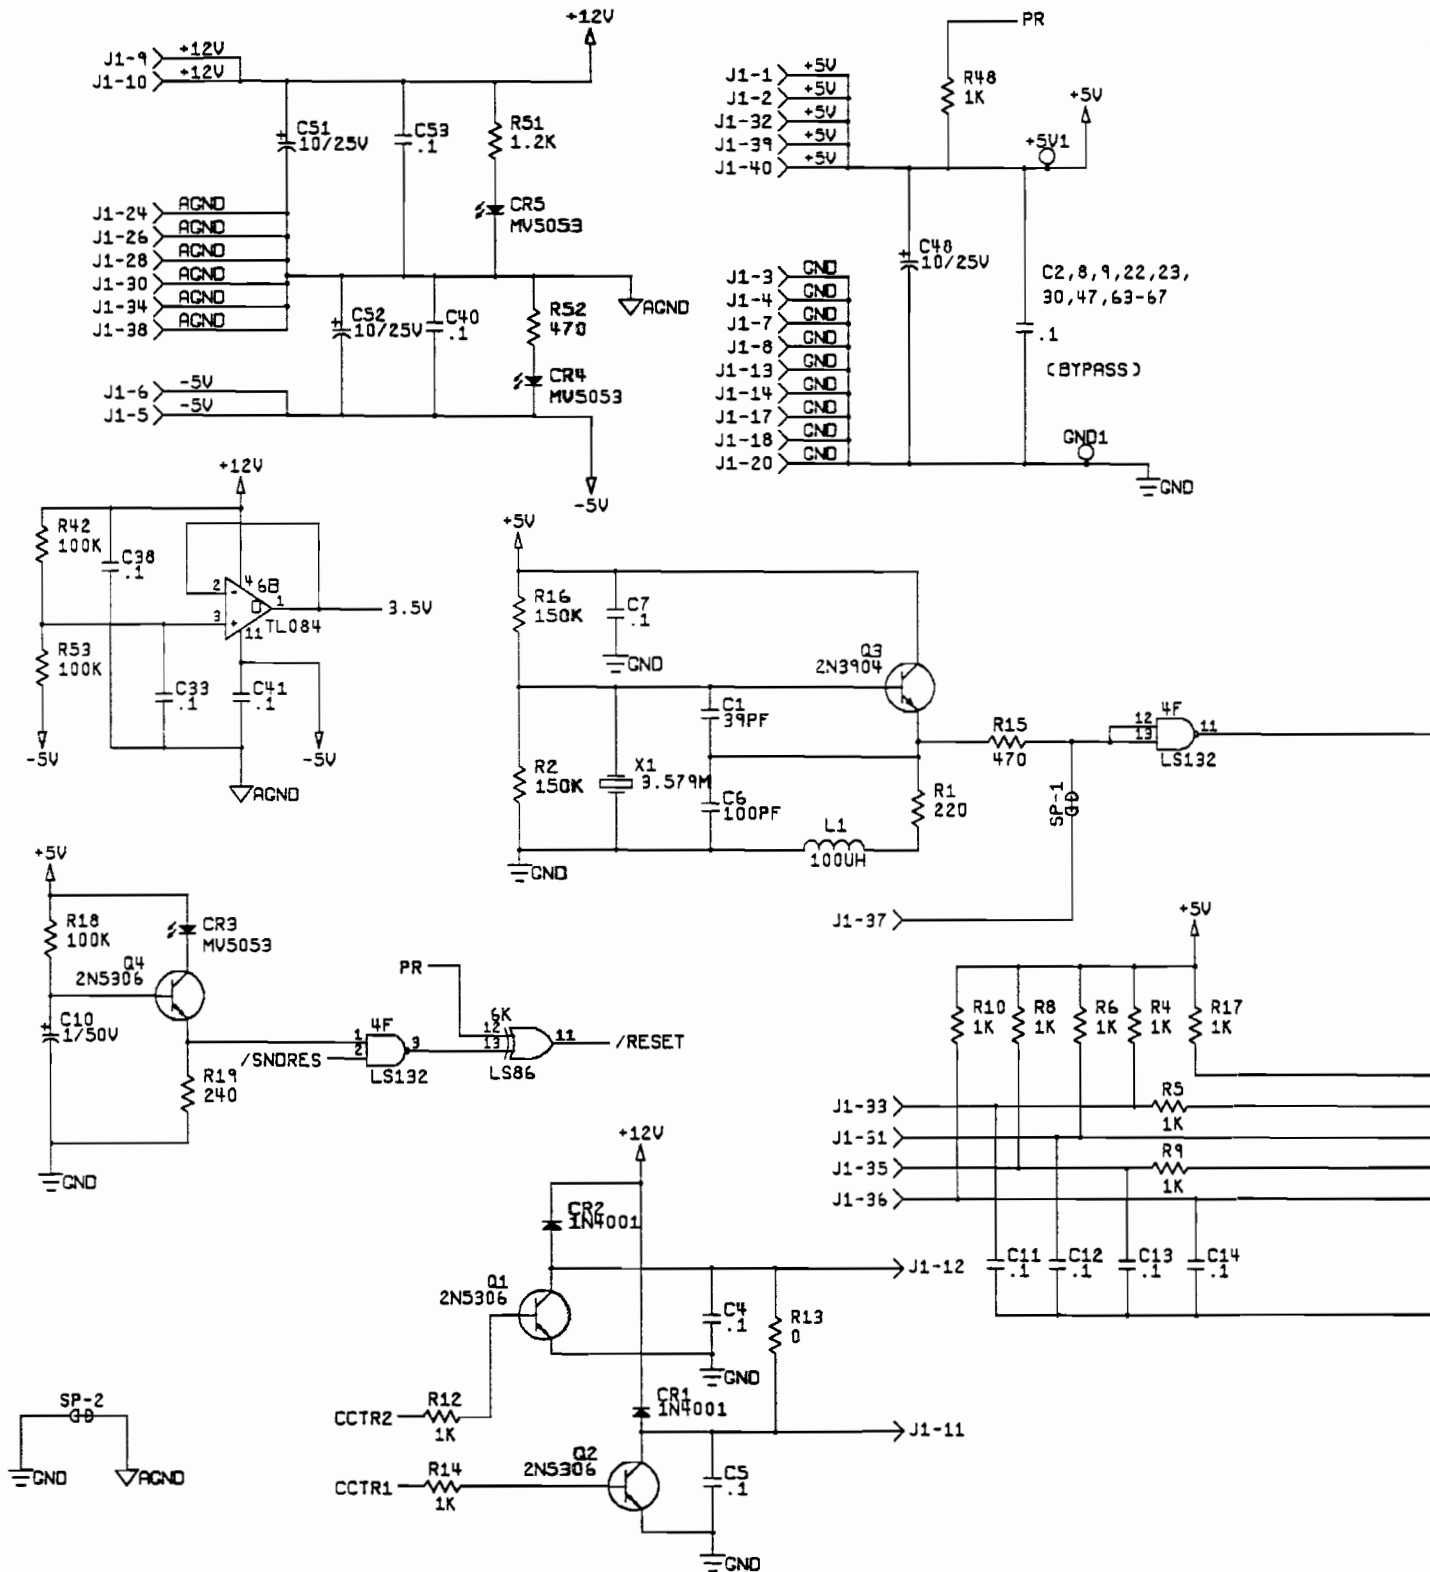 +12V
J1-9 +12V
J1-10 +12V
C51
10/25V
C53
.1
R51
1.2K
CR5
MV5053
J1-24 AGND
J1-26 AGND
J1-28 AGND
J1-30 AGND
J1-34 AGND
J1-38 AGND
AGND
C52
10/25V
C40
.1
R52
470
CR4
MV5053
J1-6 -5V
J1-5 -5V
-5V
PR
R48
1K
J1-1 +5V
J1-2 +5V
J1-32 +5V
J1-39 +5V
J1-40 +5V
+5V1
+5V
C48
10/25V
C2,8,9,22,23,
30,47,63-67
.1
(BYPASS)
J1-3 GND
J1-4 GND
J1-7 GND
J1-8 GND
J1-13 GND
J1-14 GND
J1-17 GND
J1-18 GND
J1-20 GND
GND1
GND
+12V
R42
100K
C38
.1
2
-
4
6B
1
3
+
11
TL084
3.5V
R53
100K
C33
.1
C41
.1
-5V
-5V
AGND
+5V
R16
150K
C7
.1
GND
Q3
2N3904
C1
39PF
R2
150K
X1
3.579M
C6
100PF
R15
470
R1
220
L1
100UH
GND
SP-1
12
13
4F
11
LS132
J1-37
+5V
R18
100K
CR3
MV5053
Q4
2N5306
C10
1/50V
R19
240
GND
/SNDRES
1
2
4F
3
LS132
PR
6K
12
13
11
LS86
/RESET
+5V
R10
1K
R8
1K
R6
1K
R4
1K
R17
1K
J1-33
R5
1K
J1-31
J1-35
R9
1K
J1-36
C11
.1
C12
.1
C13
.1
C14
.1
+12V
CR2
1N4001
Q1
2N5306
J1-12
C4
.1
R13
0
GND
CR1
1N4001
CCTR2
R12
1K
J1-11
Q2
2N5306
CCTR1
R14
1K
C5
.1
GND
SP-2
GND
AGND